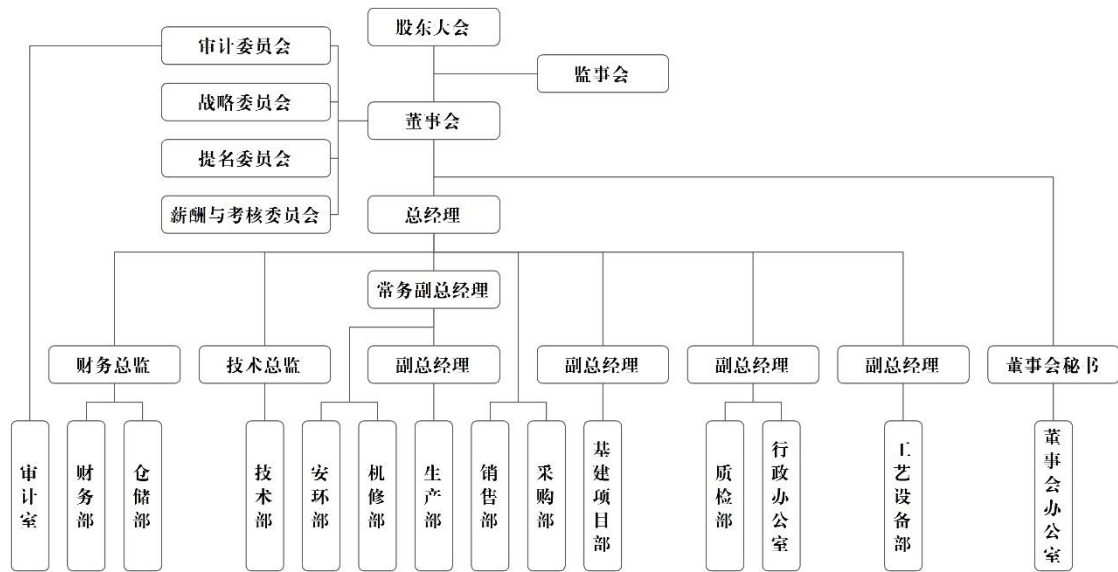 股东大会
审计委员会
监事会
战略委员会
董事会
提名委员会
薪酬与考核委员会
总经理
常务副总经理
财务总监
技术总监
副总经理
副总经理
副总经理
副总经理
董事会秘书
审计室
财务部
仓储部
技术部
安环部
机修部
生产部
销售部
采购部
基建项目部
质检部
行政办公室
工艺设备部
董事会办公室